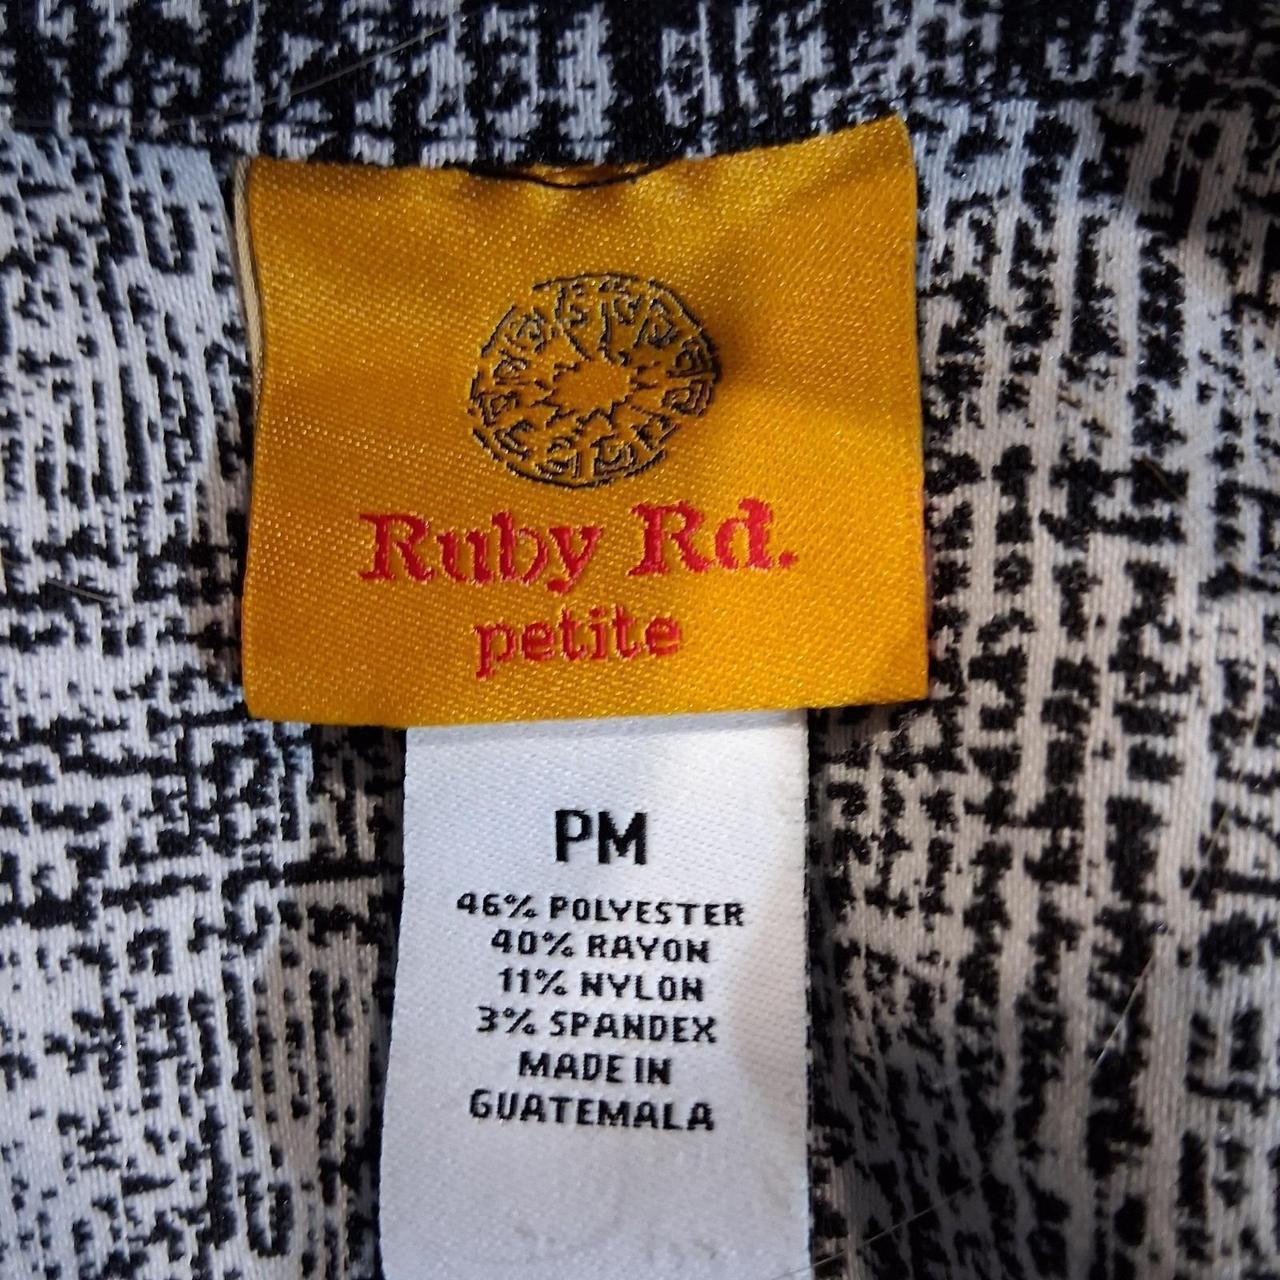 Ruby Rd.
petite
PM
46% POLYESTER
40% RAYON
11% NYLON
3% SPANDEX
MADE IN
GUATEMALA